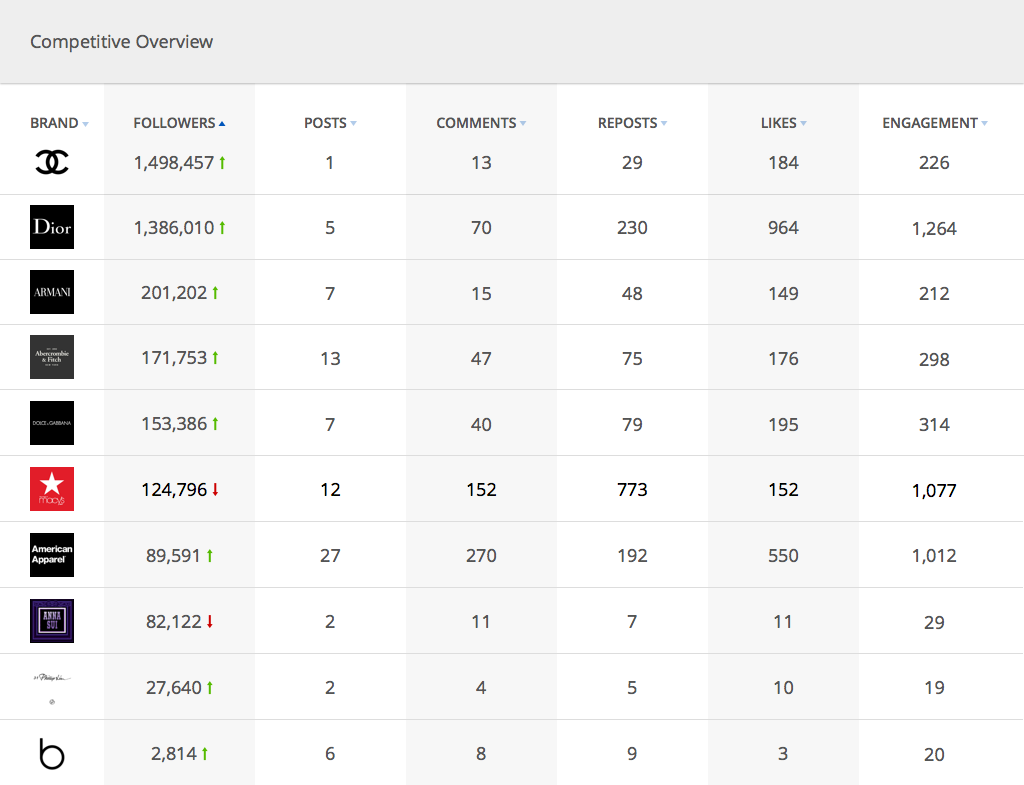 Competitive Overview
BRAND FOLLOWERS POSTS COMMENTS REPOSTS LIKES ENGAGEMENT
1,498,457 1 13 29 184 226
Dior 1,386,010 5 70 230 964 1,264
ARMANI 201,202 7 15 48 149 212
Abercrombie
& Fitch
171,753 13 47 75 176 298
DOLCE & GABBANA 153,386 7 40 79 195 314
macys 124,796 12 152 773 152 1,077
American
Apparel
89,591 27 270 192 550 1,012
ANNA
SUI
82,122 2 11 7 11 29
27,640 2 4 5 10 19
b 2,814 6 8 9 3 20